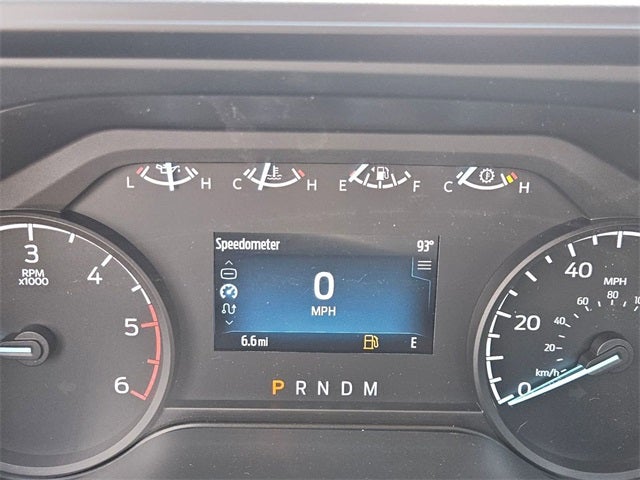 L H C H E F C H
Speedometer 93°
0
MPH
6.6 mi E
P R N D M
3
4
5
6
RPM
x1000
0
20
40
MPH
20
40
60
80
km/h